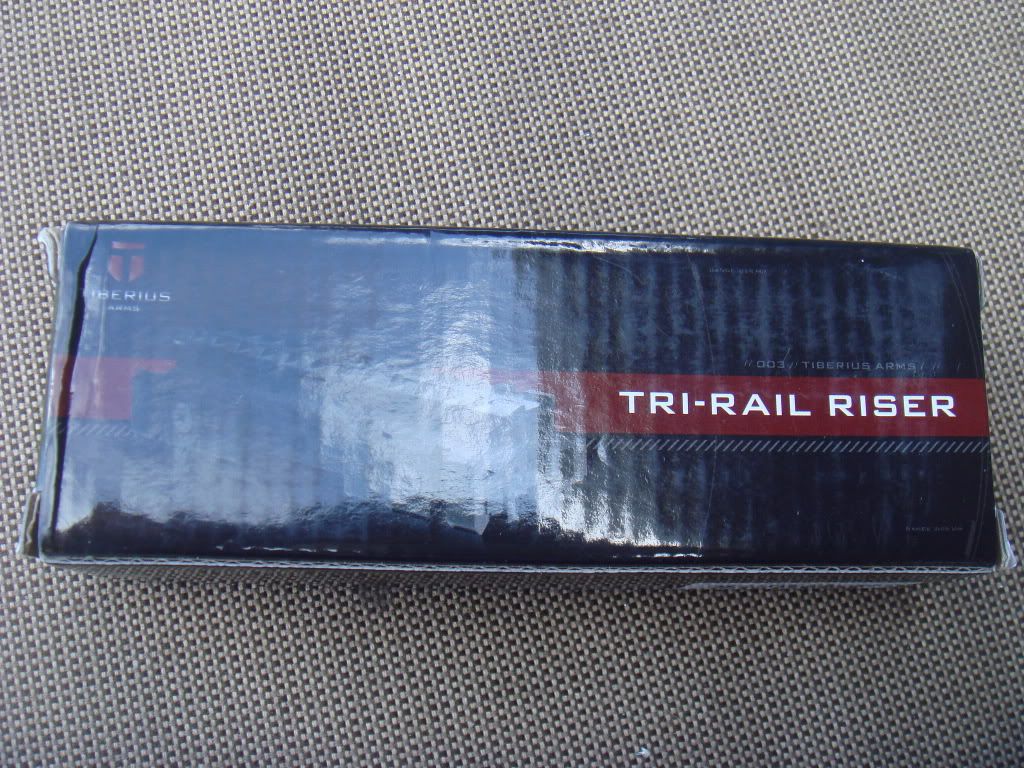 TIBERIUS
ARMS
// 003 // TIBERIUS ARMS / / //
TRI-RAIL RISER